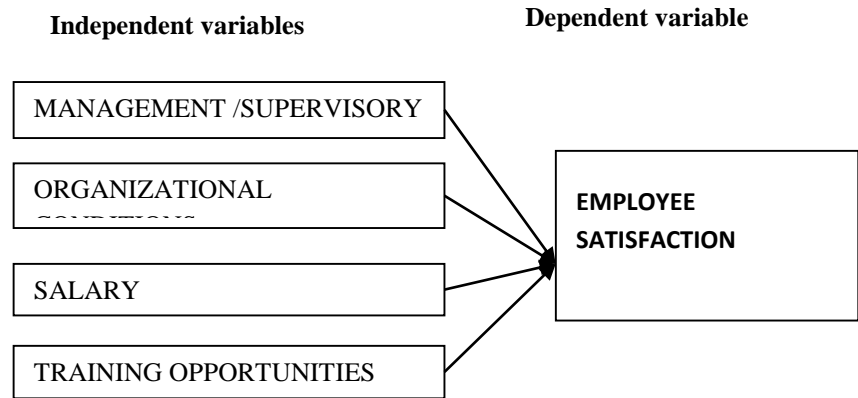 Independent variables
Dependent variable
MANAGEMENT /SUPERVISORY
ORGANIZATIONAL
EMPLOYEE
SATISFACTION
SALARY
TRAINING OPPORTUNITIES